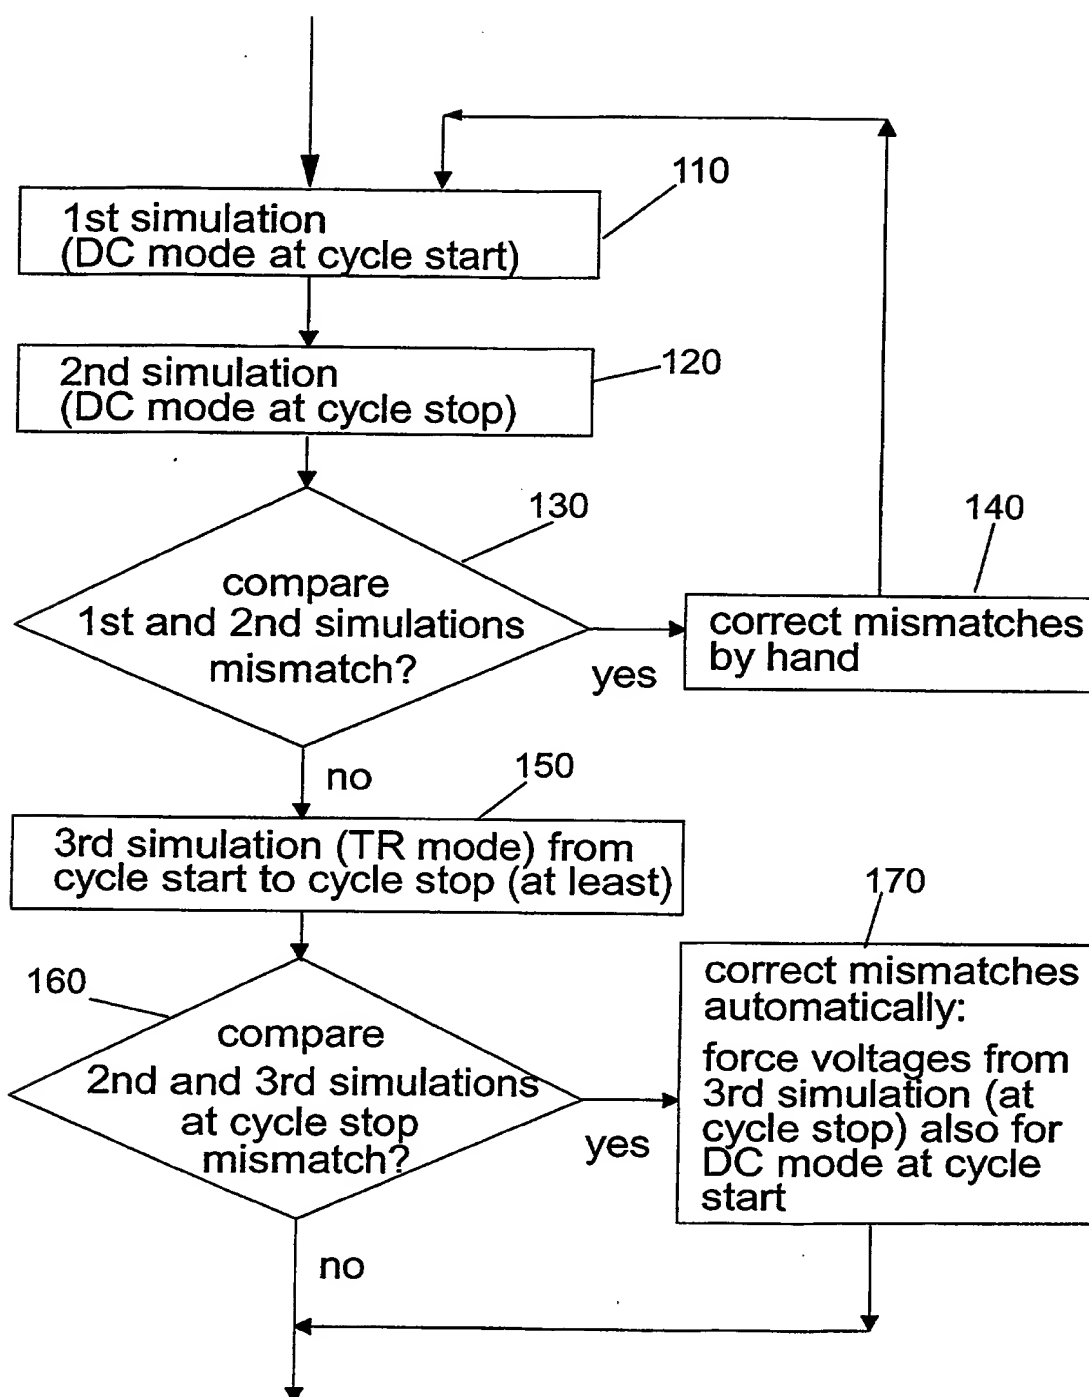 110
1st simulation
(DC mode at cycle start)
120
2nd simulation
(DC mode at cycle stop)
130
140
compare
1st and 2nd simulations
mismatch?
yes
correct mismatches
by hand
no
150
3rd simulation (TR mode) from
cycle start to cycle stop (at least)
160
170
compare
2nd and 3rd simulations
at cycle stop
mismatch?
yes
correct mismatches
automatically:
force voltages from
3rd simulation (at
cycle stop) also for
DC mode at cycle
start
no